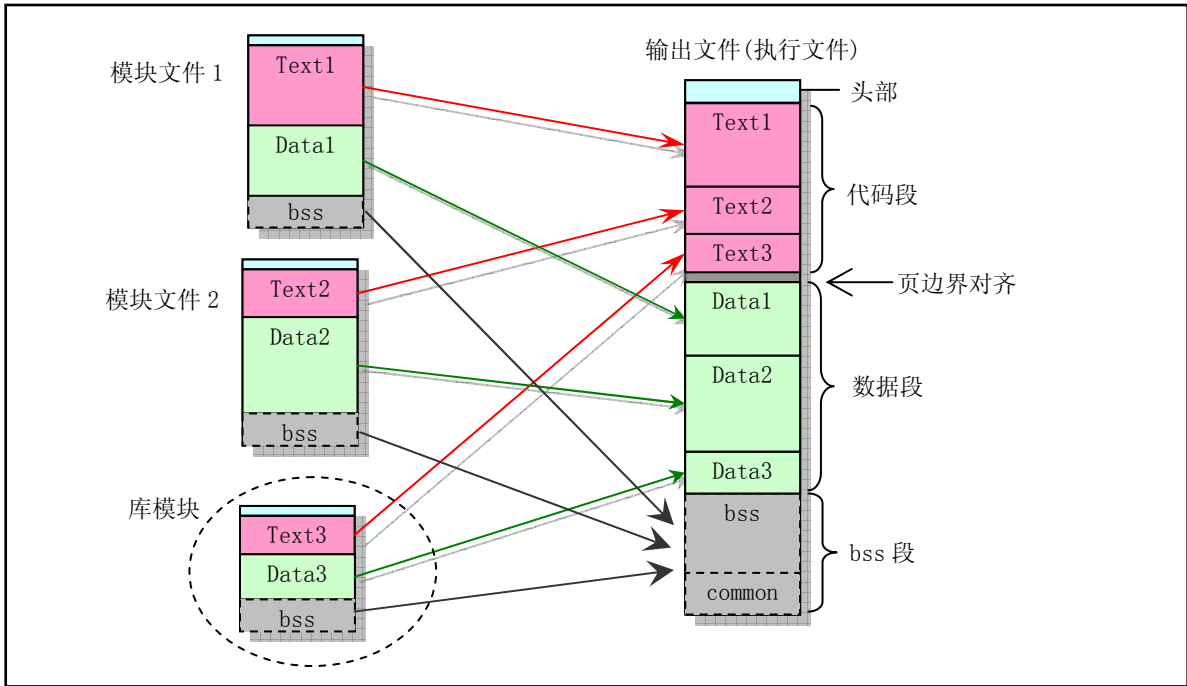 模块文件 1
Text1
Data1
bss
模块文件 2
Text2
Data2
bss
库模块
Text3
Data3
bss
输出文件(执行文件)
头部
Text1
Text2
Text3
代码段
页边界对齐
Data1
Data2
Data3
数据段
bss
common
bss 段